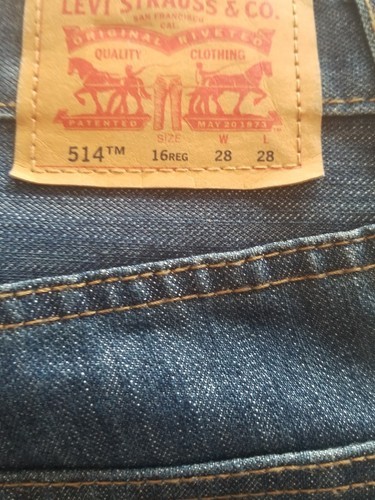 LEVI STRAUSS & CO.
SAN FRANCISCO
CAL.
ORIGINAL RIVETED
QUALITY CLOTHING
PATENTED MAY 20 1873
SIZE W L
514™ 16REG 28 28